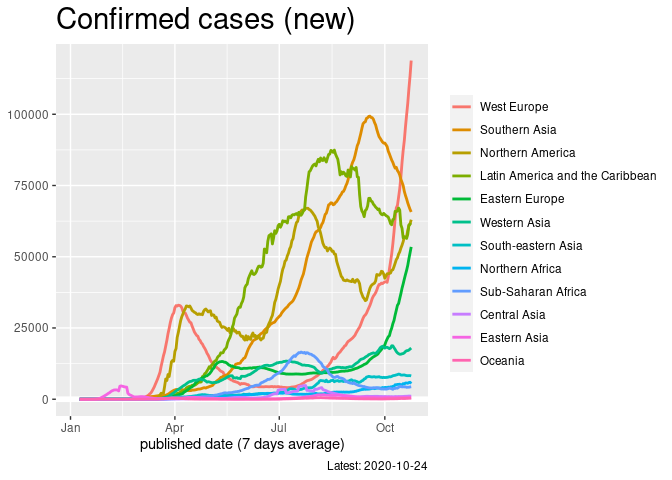 Confirmed cases (new)
100000
75000
50000
25000
0
Jan
Apr
Jul
Oct
published date (7 days average)
Latest: 2020-10-24
West Europe
Southern Asia
Northern America
Latin America and the Caribbean
Eastern Europe
Western Asia
South-eastern Asia
Northern Africa
Sub-Saharan Africa
Central Asia
Eastern Asia
Oceania